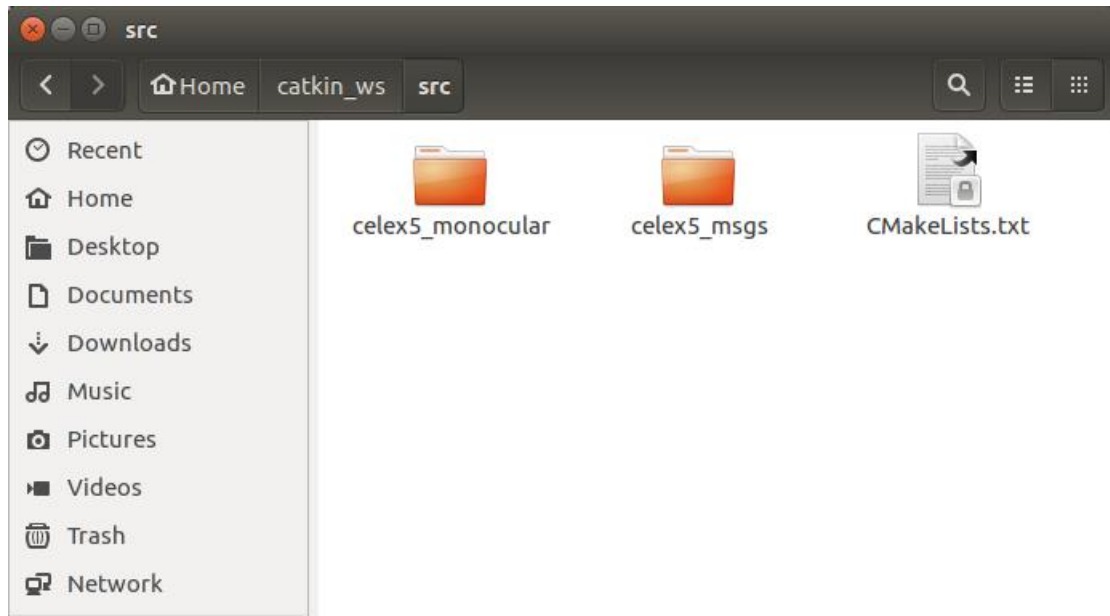 src
Home catkin_ws src
Recent
Home
Desktop
Documents
Downloads
Music
Pictures
Videos
Trash
Network
celex5_monocular celex5_msgs CMakeLists.txt